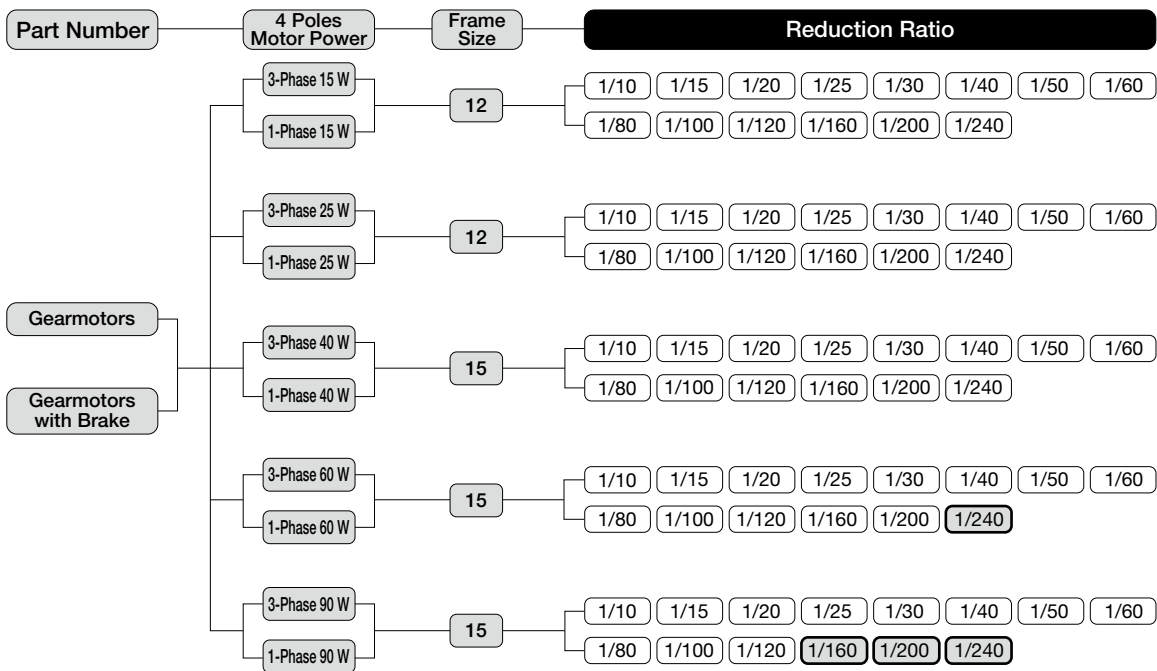 Part Number
4 Poles
Motor Power
Frame
Size
Reduction Ratio
3-Phase 15 W
1-Phase 15 W
12
1/10 1/15 1/20 1/25 1/30 1/40 1/50 1/60
1/80 1/100 1/120 1/160 1/200 1/240
3-Phase 25 W
1-Phase 25 W
12
1/10 1/15 1/20 1/25 1/30 1/40 1/50 1/60
1/80 1/100 1/120 1/160 1/200 1/240
Gearmotors
Gearmotors
with Brake
3-Phase 40 W
1-Phase 40 W
15
1/10 1/15 1/20 1/25 1/30 1/40 1/50 1/60
1/80 1/100 1/120 1/160 1/200 1/240
3-Phase 60 W
1-Phase 60 W
15
1/10 1/15 1/20 1/25 1/30 1/40 1/50 1/60
1/80 1/100 1/120 1/160 1/200 1/240
3-Phase 90 W
1-Phase 90 W
15
1/10 1/15 1/20 1/25 1/30 1/40 1/50 1/60
1/80 1/100 1/120 1/160 1/200 1/240